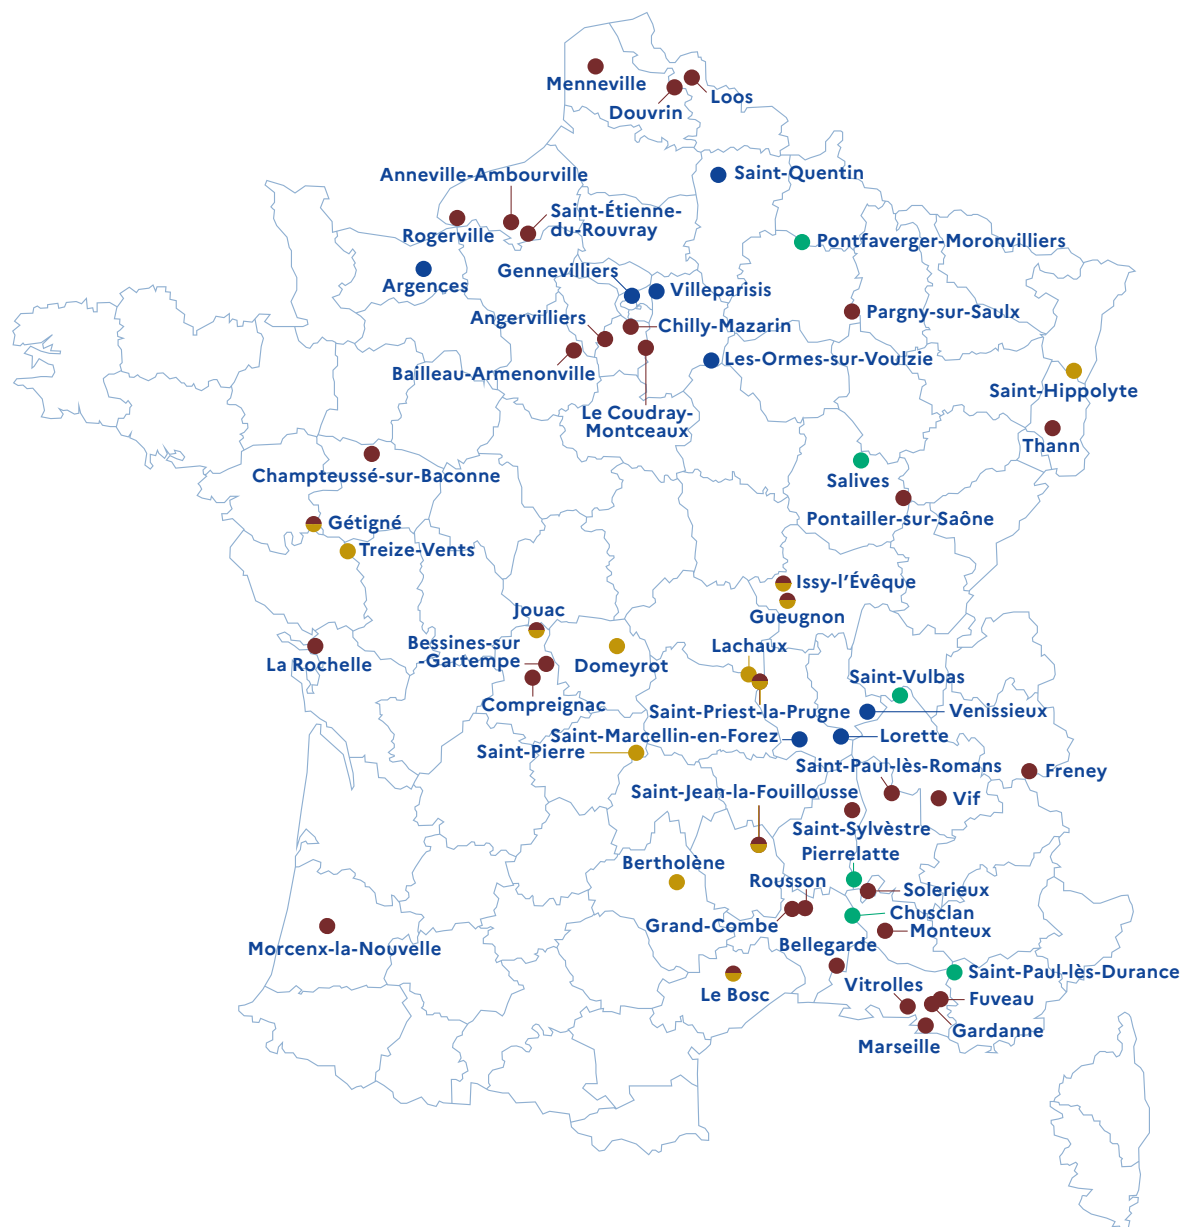 Menneville
Loos
Douvrin
Saint-Quentin
Anneville-Ambourville
Saint-Étienne-
du-Rouvray
Rogerville
Pontfaverger-Moronvilliers
Gennevilliers
Argences
Villeparisis
Pargny-sur-Saulx
Angervilliers
Chilly-Mazarin
Les-Ormes-sur-Voulzie
Bailleau-Armenonville
Saint-Hippolyte
Le Coudray-
Montceaux
Thann
Champteussé-sur-Baconne
Salives
Pontailler-sur-Saône
Gétigné
Treize-Vents
Issy-l'Évêque
Gueugnon
Jouac
Bessines-sur
-Gartempe
Lachaux
La Rochelle
Domeyrot
Saint-Vulbas
Compreignac
Saint-Priest-la-Prugne
Venissieux
Saint-Marcellin-en-Forez
Lorette
Saint-Pierre
Saint-Paul-lès-Romans
Freney
Saint-Jean-la-Fouillousse
Vif
Saint-Sylvèstre
Pierrelatte
Bertholène
Rousson
Solerieux
Chusclan
Grand-Combe
Monteux
Bellegarde
Morcenx-la-Nouvelle
Saint-Paul-lès-Durance
Vitrolles
Le Bosc
Fuveau
Gardanne
Marseille